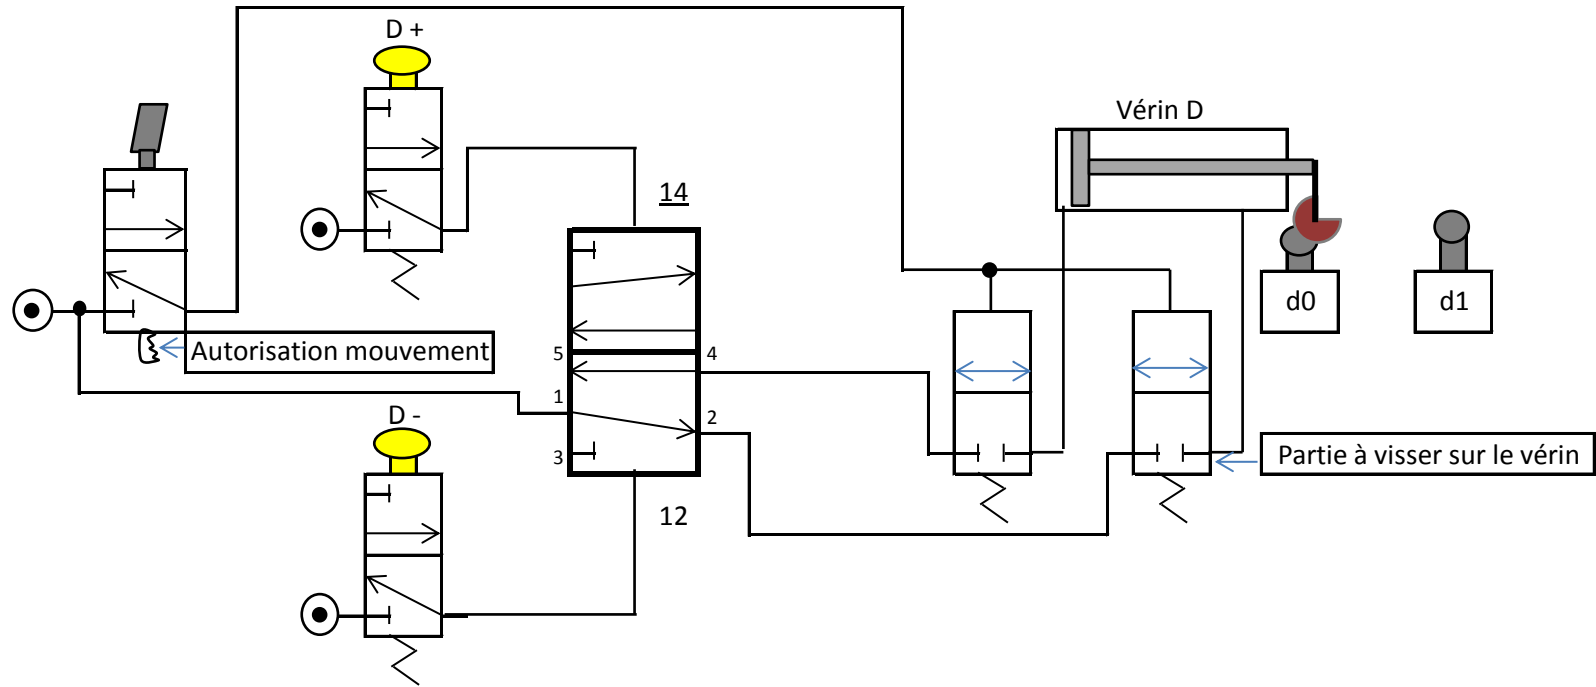 D +
Vérin D
14
d0
d1
Autorisation mouvement
5
4
1
2
D -
3
Partie à visser sur le vérin
12